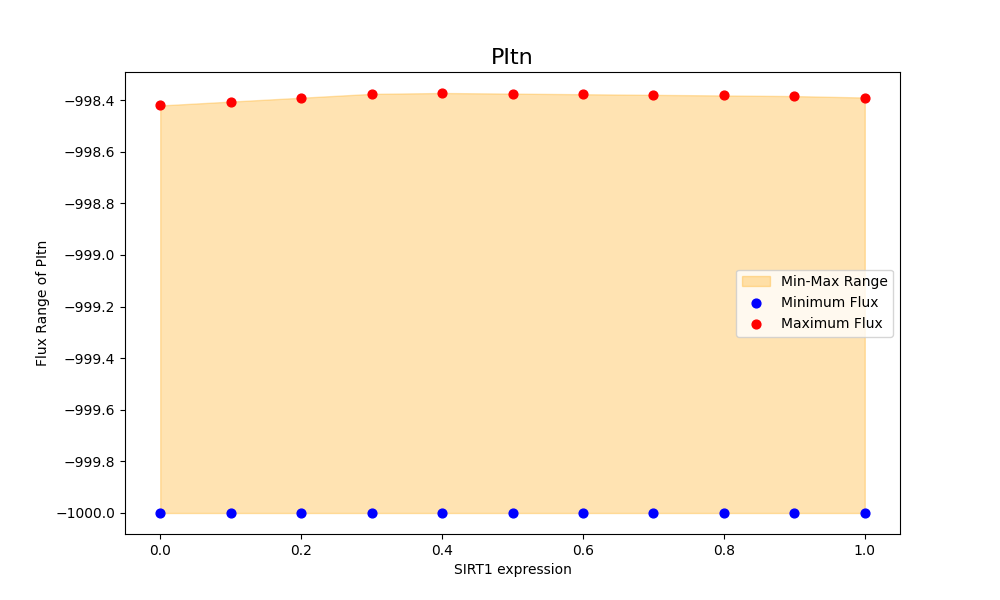 PItn
Flux Range of PItn
−998.4
−998.6
−998.8
−999.0
−999.2
−999.4
−999.6
−999.8
−1000.0
Min-Max Range
Minimum Flux
Maximum Flux
0.0 0.2 0.4 0.6 0.8 1.0
SIRT1 expression